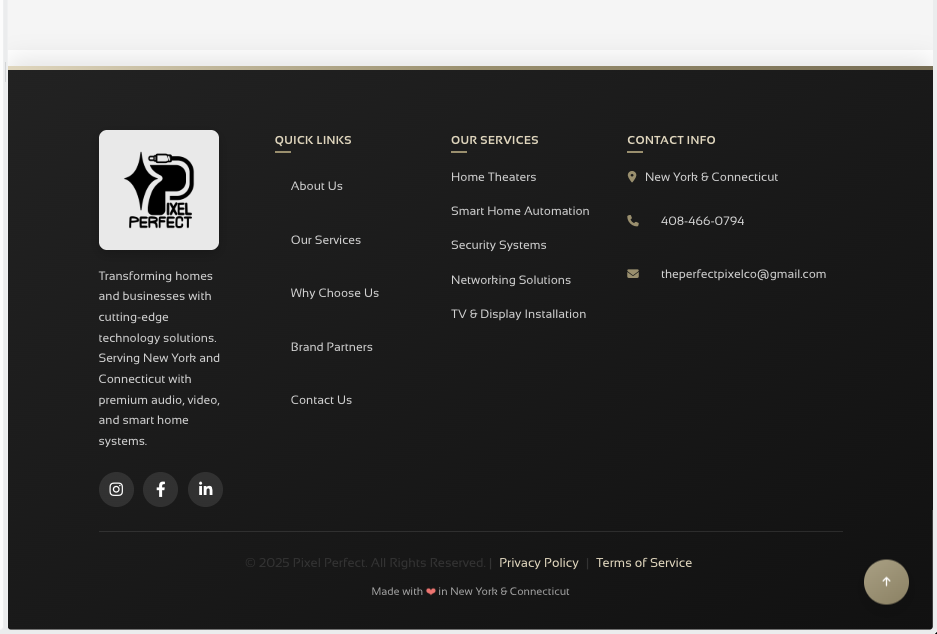 PIXEL
PERFECT
Transforming homes
and businesses with
cutting-edge
technology solutions.
Serving New York and
Connecticut with
premium audio, video,
and smart home
systems.
QUICK LINKS
About Us
Our Services
Why Choose Us
Brand Partners
Contact Us
OUR SERVICES
Home Theaters
Smart Home Automation
Security Systems
Networking Solutions
TV & Display Installation
CONTACT INFO
New York & Connecticut
408-466-0794
theperfectpixelco@gmail.com
© 2025 Pixel Perfect. All Rights Reserved. | Privacy Policy | Terms of Service
Made with ❤ in New York & Connecticut